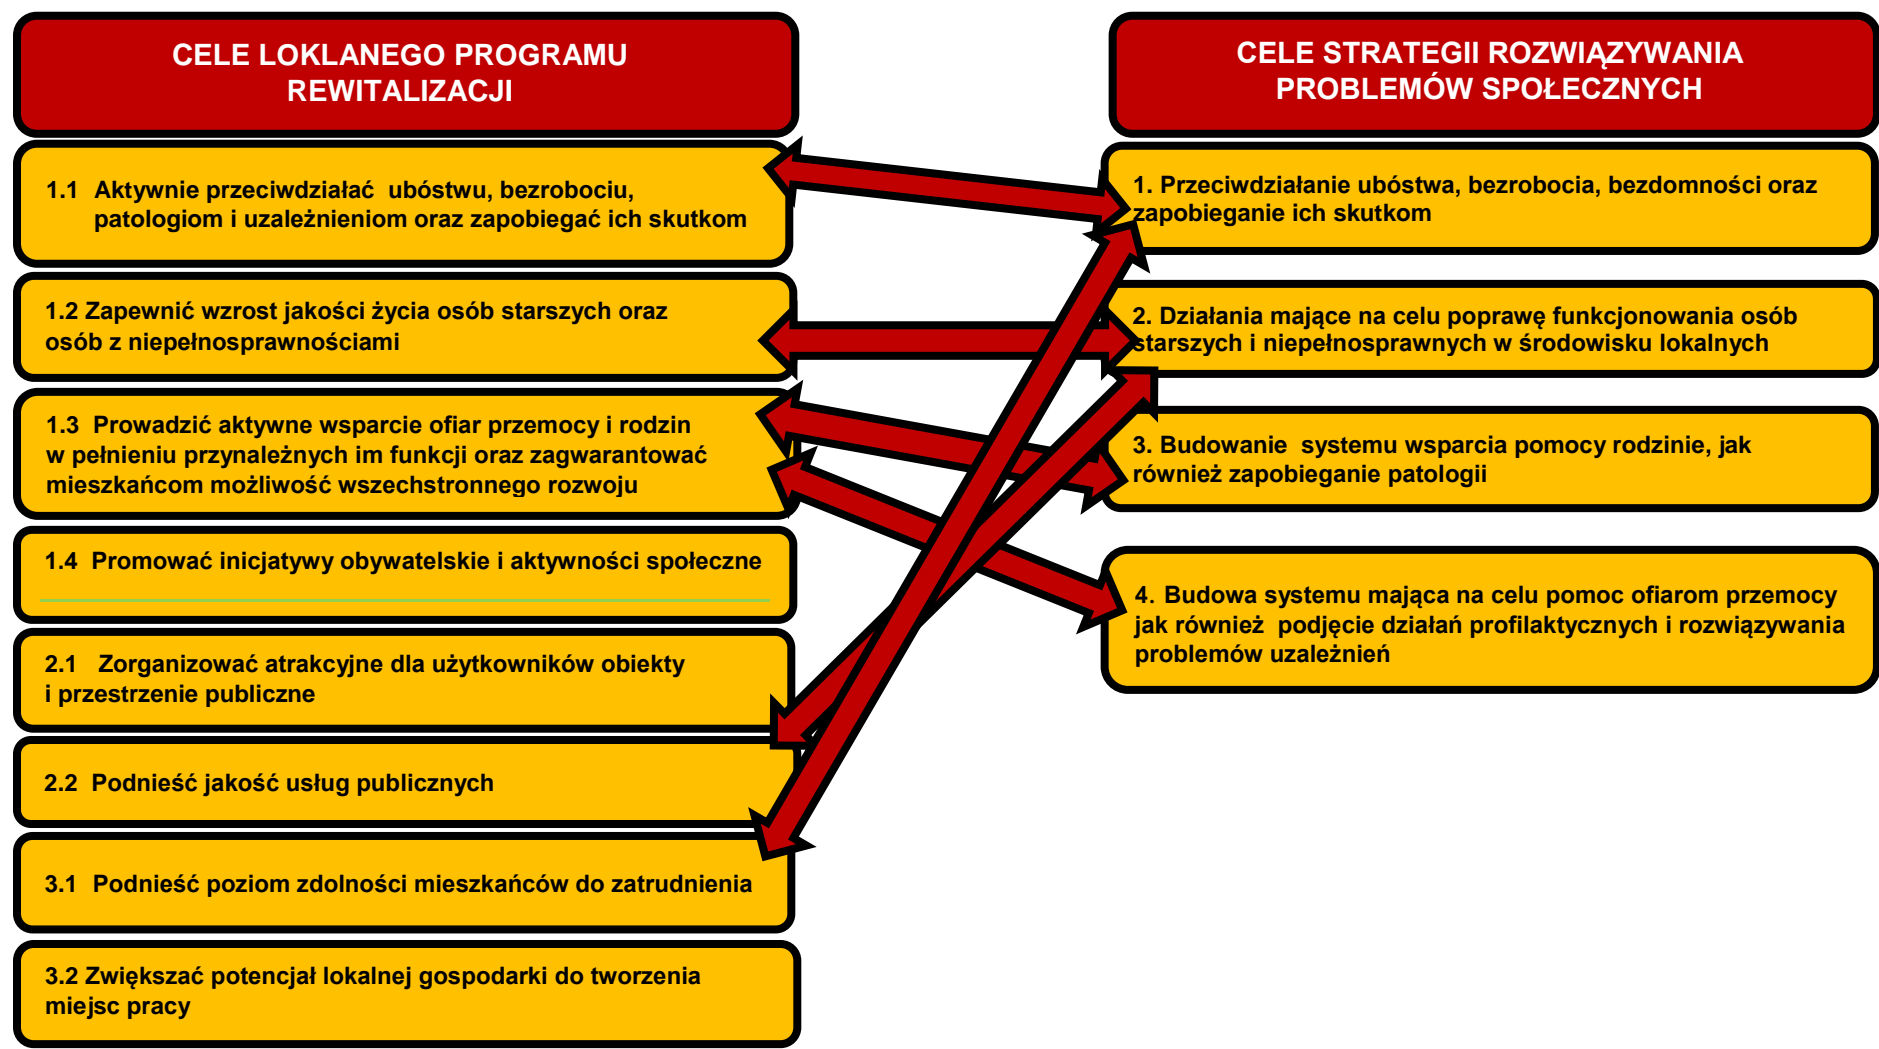 CELE LOKLANEGO PROGRAMU
REWITALIZACJI
1.1 Aktywnie przeciwdziałać ubóstwu, bezrobociu,
patologiom i uzależnieniom oraz zapobiegać ich skutkom
1.2 Zapewnić wzrost jakości życia osób starszych oraz
osób z niepełnosprawnościami
1.3 Prowadzić aktywne wsparcie ofiar przemocy i rodzin
w pełnieniu przynależnych im funkcji oraz zagwarantować
mieszkańcom możliwość wszechstronnego rozwoju
1.4 Promować inicjatywy obywatelskie i aktywności społeczne
2.1 Zorganizować atrakcyjne dla użytkowników obiekty
i przestrzenie publiczne
2.2 Podnieść jakość usług publicznych
3.1 Podnieść poziom zdolności mieszkańców do zatrudnienia
3.2 Zwiększać potencjał lokalnej gospodarki do tworzenia
miejsc pracy
CELE STRATEGII ROZWIĄZYWANIA
PROBLEMÓW SPOŁECZNYCH
1. Przeciwdziałanie ubóstwa, bezrobocia, bezdomności oraz
zapobieganie ich skutkom
2. Działania mające na celu poprawę funkcjonowania osób
starszych i niepełnosprawnych w środowisku lokalnych
3. Budowanie systemu wsparcia pomocy rodzinie, jak
również zapobieganie patologii
4. Budowa systemu mająca na celu pomoc ofiarom przemocy
jak również podjęcie działań profilaktycznych i rozwiązywania
problemów uzależnień